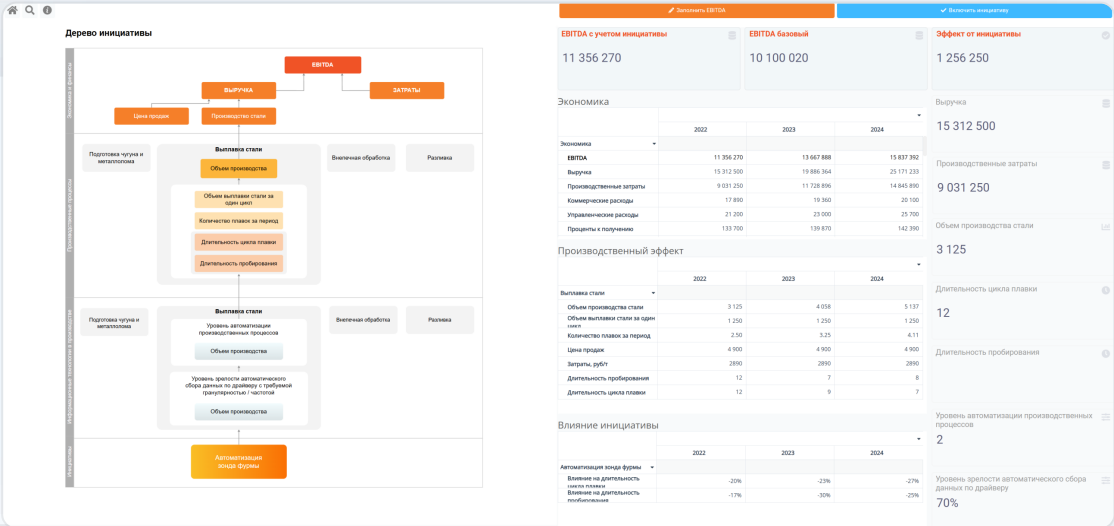 Заполнить EBITDA
Включить инициативу
Дерево инициативы
Экономика и финансы
EBITDA
ВЫРУЧКА
ЗАТРАТЫ
Цена продаж
Производство стали
Производственные процессы
Подготовка чугуна и
металлолома
Выплавка стали
Внепечная обработка
Разливка
Объем производства
Объем выплавки стали за
один цикл
Количество плавок за период
Длительность цикла плавки
Длительность пробирования
Информационные технологии в производстве
Подготовка чугуна и
металлолома
Выплавка стали
Внепечная обработка
Разливка
Уровень автоматизации
производственных процессов
Объем производства
Уровень зрелости автоматического
сбора данных по драйверу с требуемой
гранулярностью / частотой
Объем производства
Инициативы
Автоматизация
зонда фурмы
EBITDA с учетом инициативы
11 356 270
EBITDA базовый
10 100 020
Эффект от инициативы
1 256 250
Экономика
2022 2023 2024
Экономика
EBITDA 11 356 270 13 667 888 15 837 392
Выручка 15 312 500 19 886 364 25 171 233
Производственные затраты 9 031 250 11 728 896 14 845 890
Коммерческие расходы 17 890 19 360 20 100
Управленческие расходы 21 200 23 000 25 700
Проценты к получению 133 700 139 870 142 390
Производственный эффект
2022 2023 2024
Выплавка стали
Объем производства стали 3 125 4 058 5 137
Объем выплавки стали за один
цикл 1 250 1 250 1 250
Количество плавок за период 2.50 3.25 4.11
Цена продаж 4 900 4 900 4 900
Затраты, руб/т 2890 2890 2890
Длительность пробирования 12 7 8
Длительность цикла плавки 12 9 7
Влияние инициативы
2022 2023 2024
Автоматизация зонда фурмы
Влияние на длительность
цикла плавки -20% -23% -27%
Влияние на длительность
пробирования -17% -30% -25%
Выручка
15 312 500
Производственные затраты
9 031 250
Объем производства стали
3 125
Длительность цикла плавки
12
Длительность пробирования
Уровень автоматизации производственных
процессов
2
Уровень зрелости автоматического сбора
данных по драйверу
70%